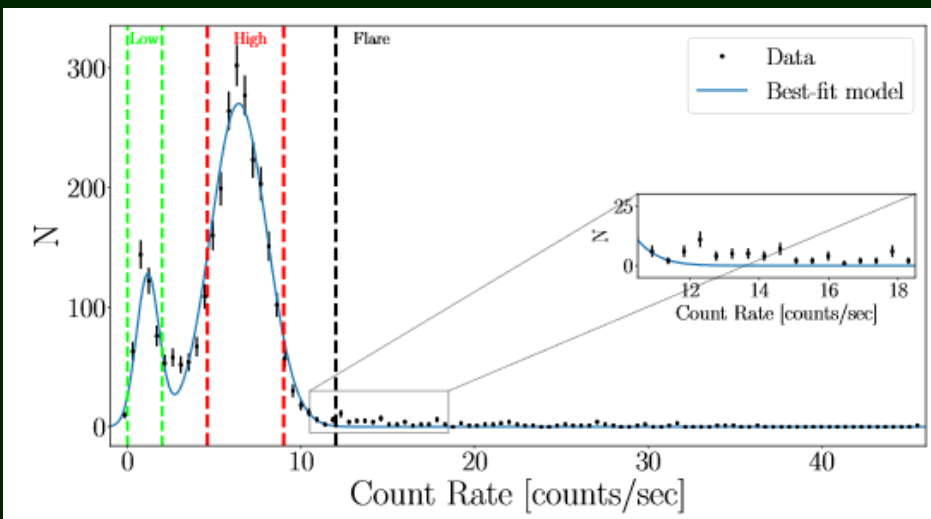 Low
High
Flare
Data
Best-fit model
300
200
100
0
N
25
0
N
12
14
16
18
Count Rate [counts/sec]
0
10
20
30
40
Count Rate [counts/sec]